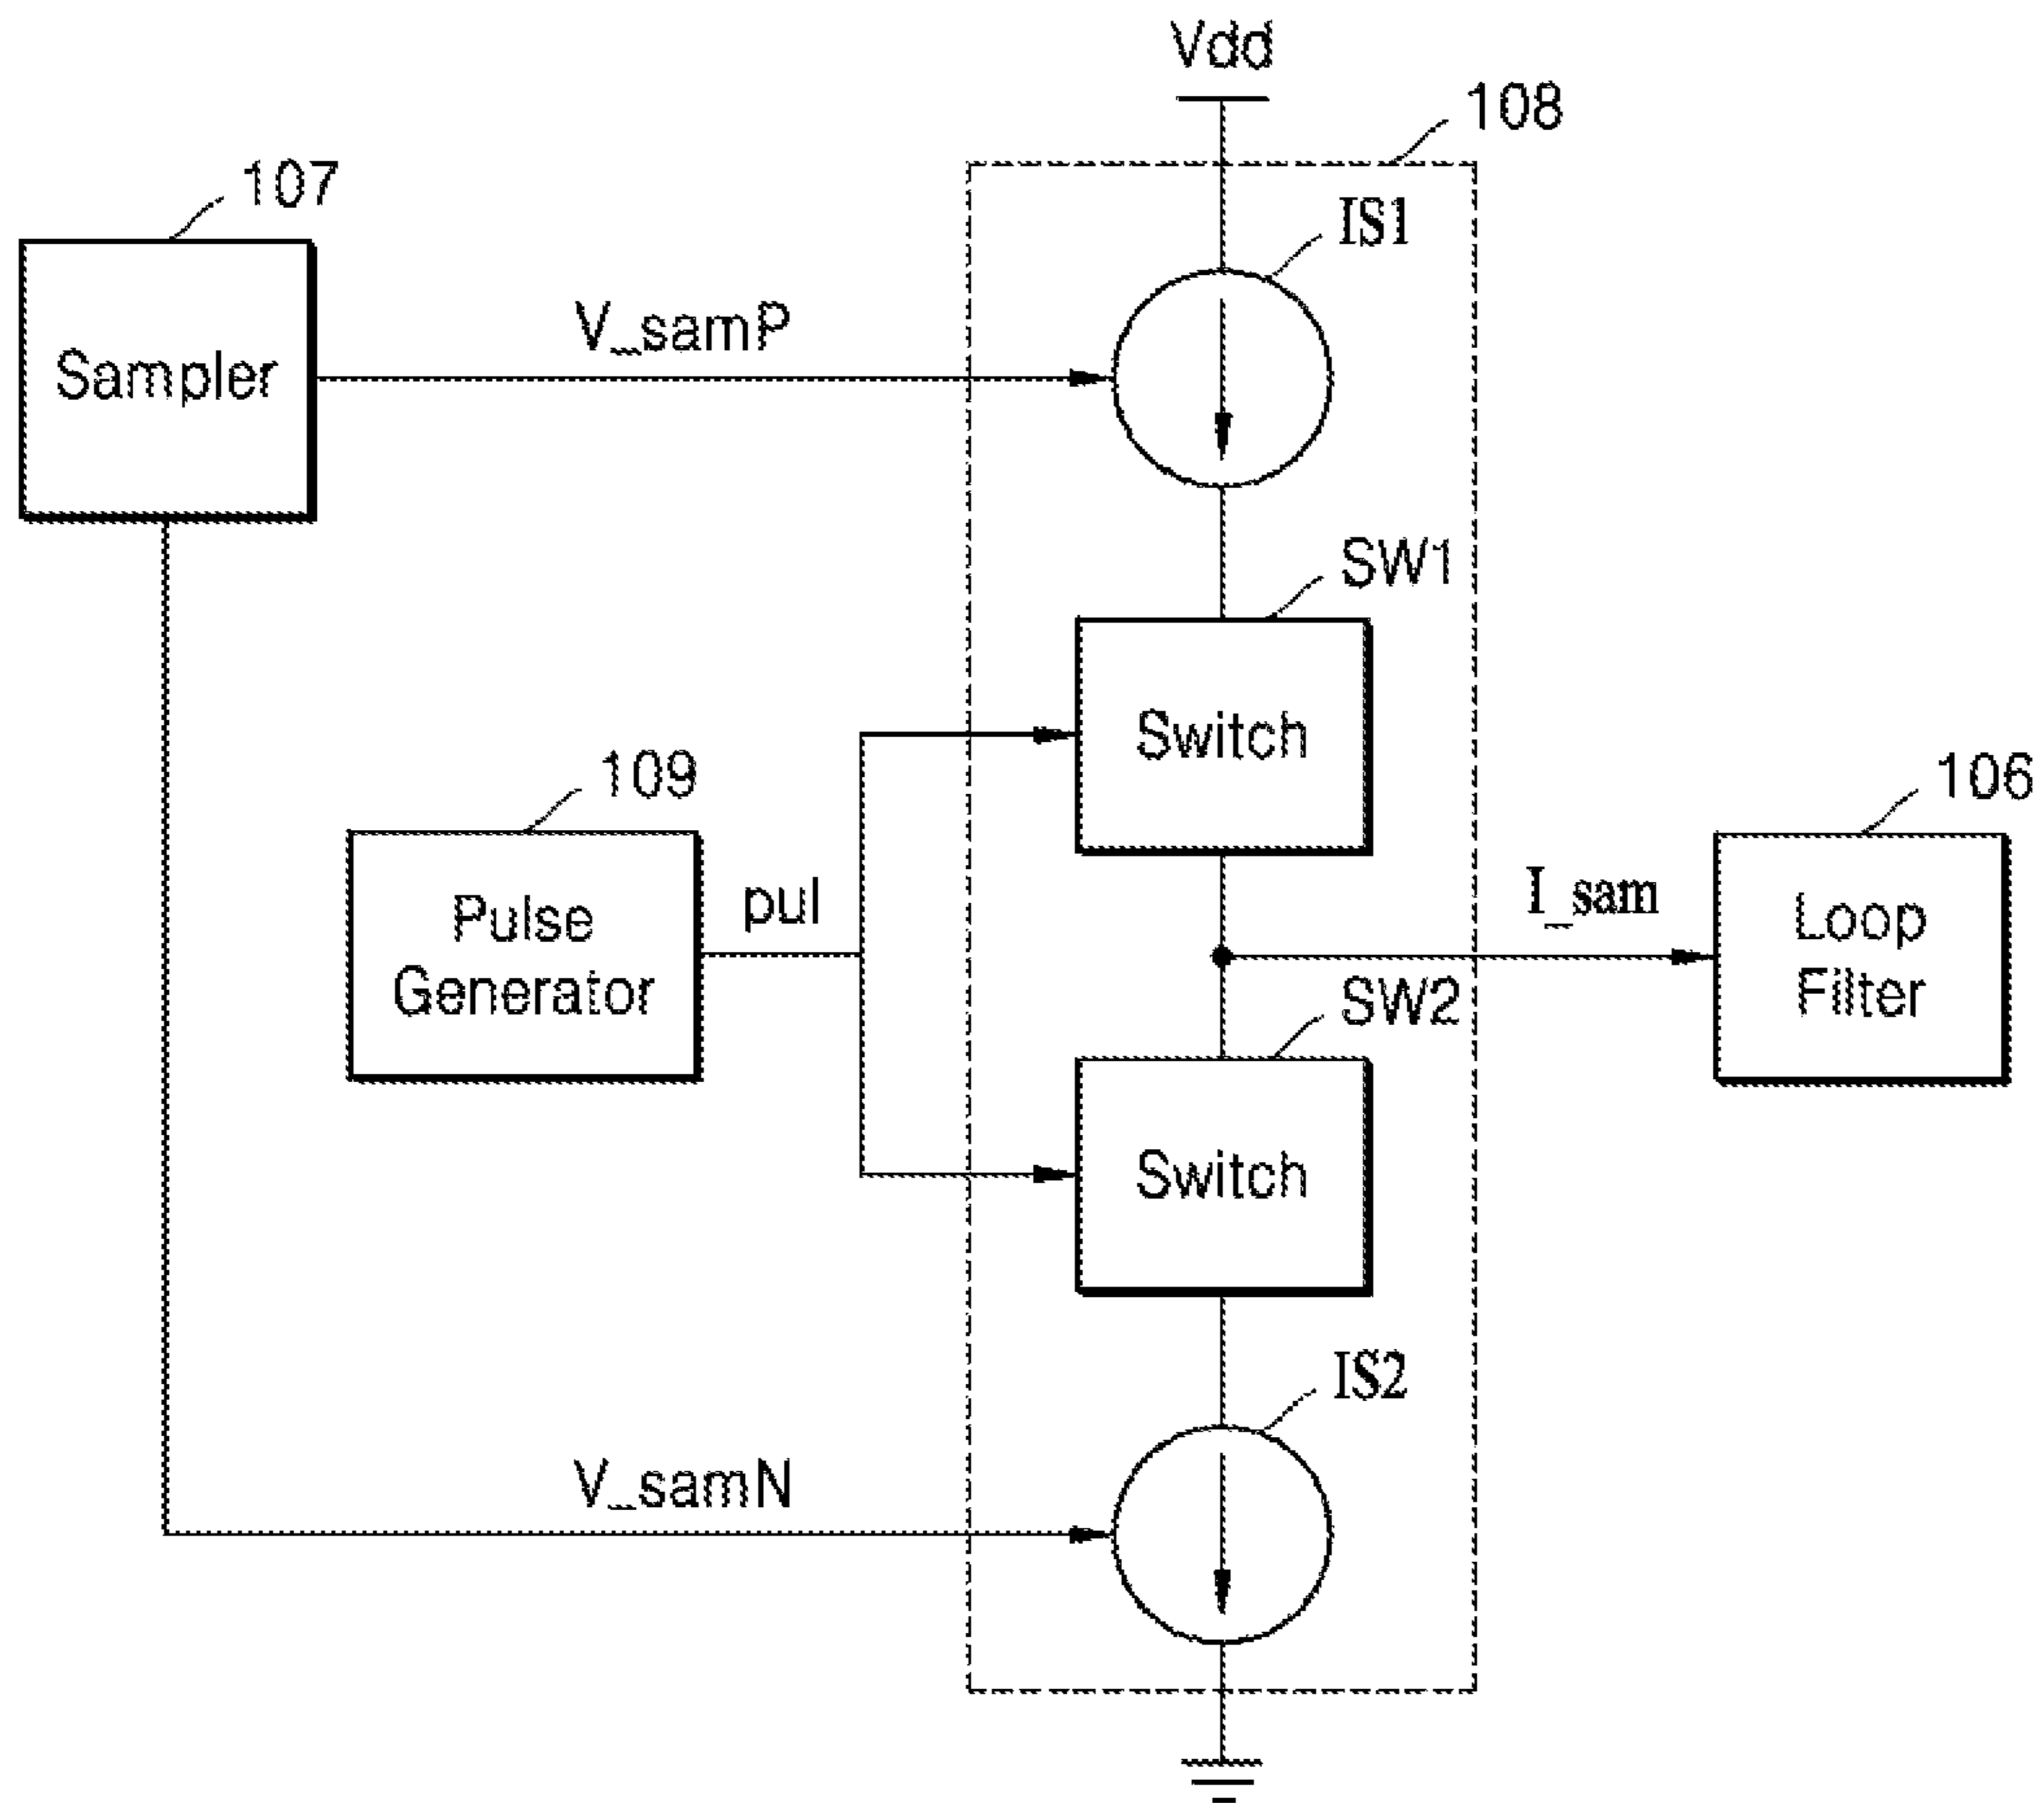 Vdd
108
107
IS1
V_samP
Sampler
SW1
Switch
109
106
pul
I_sam
Pulse
Generator
Loop
Filter
SW2
Switch
IS2
V_samN